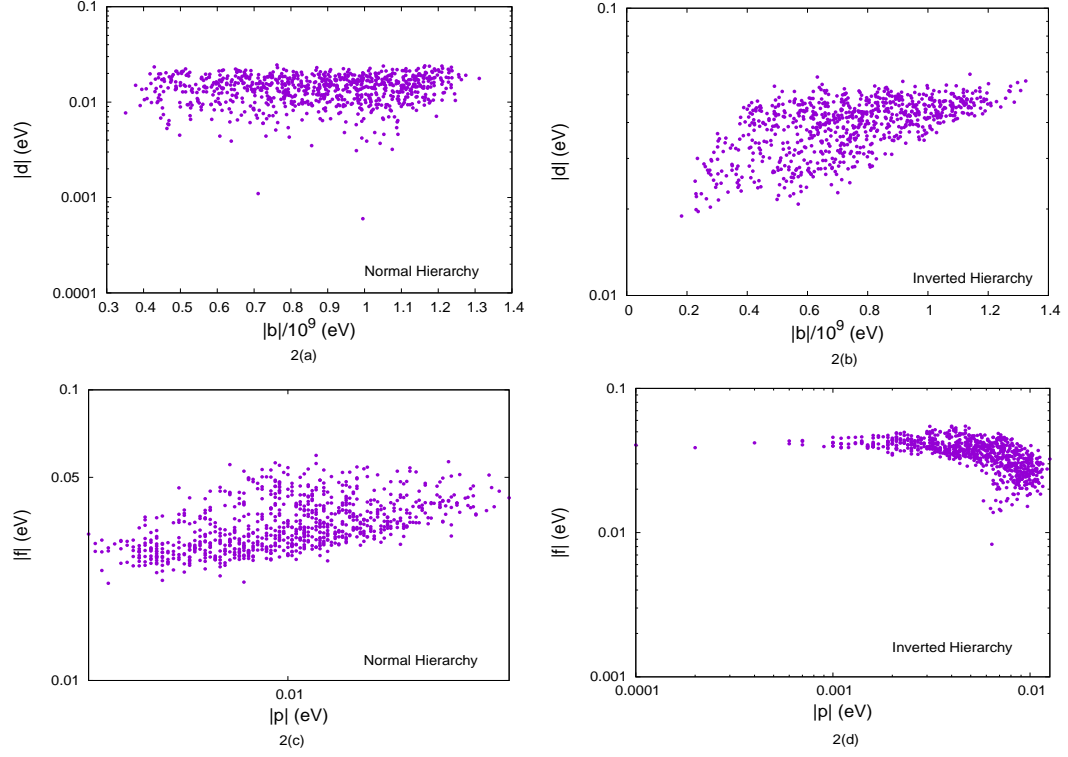 0.1
0.01
0.001
0.0001
|d| (eV)
Normal Hierarchy
0.3 0.4 0.5 0.6 0.7 0.8 0.9 1 1.1 1.2 1.3 1.4
|b|/10⁹ (eV)
2(a)
0.1
0.01
|d| (eV)
Inverted Hierarchy
0 0.2 0.4 0.6 0.8 1 1.2 1.4
|b|/10⁹ (eV)
2(b)
0.1
0.05
0.01
|f| (eV)
Normal Hierarchy
0.01
|p| (eV)
2(c)
0.1
0.01
0.001
|f| (eV)
Inverted Hierarchy
0.0001 0.001 0.01
|p| (eV)
2(d)